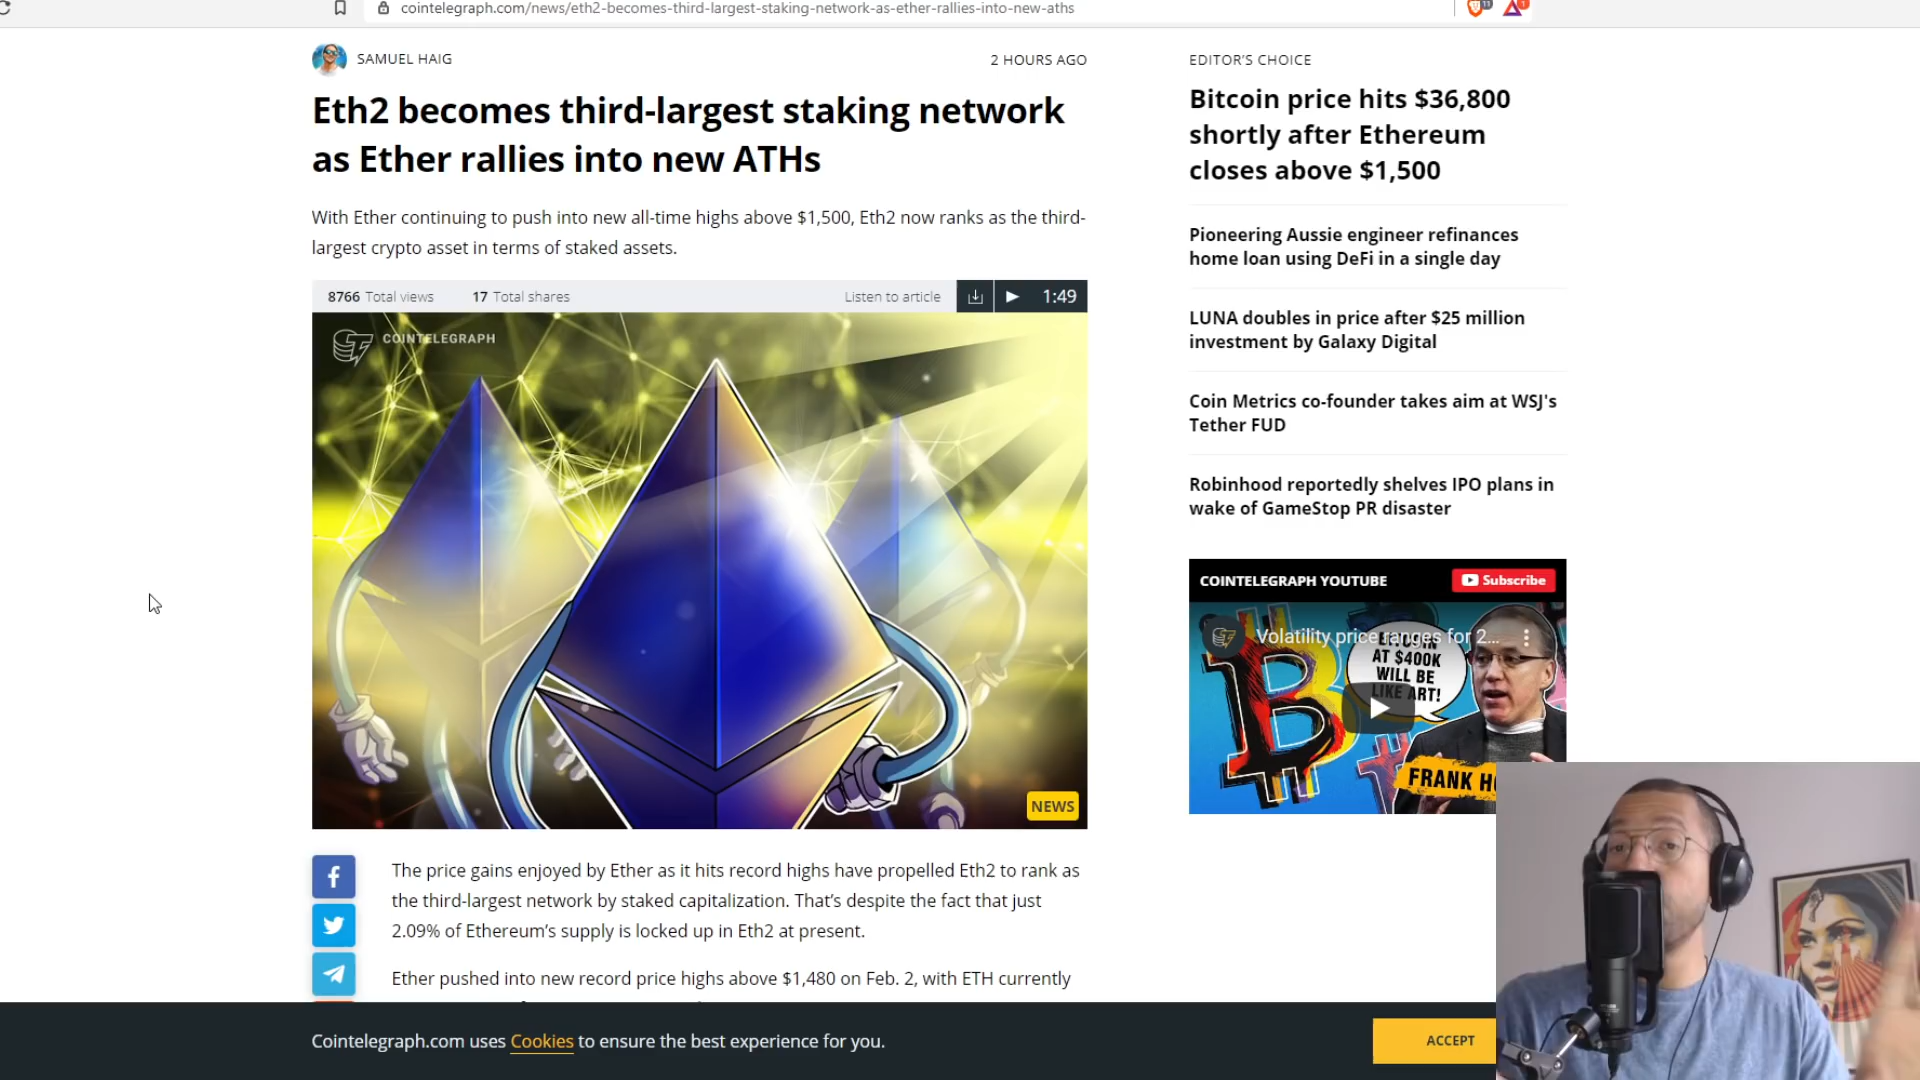 cointelegraph.com/news/eth2-becomes-third-largest-staking-network-as-ether-rallies-into-new-aths
11
1
SAMUEL HAIG
2 HOURS AGO
Eth2 becomes third-largest staking network
as Ether rallies into new ATHs
With Ether continuing to push into new all-time highs above $1,500, Eth2 now ranks as the third-
largest crypto asset in terms of staked assets.
8766 Total views
17 Total shares
Listen to article
1:49
COINTELEGRAPH
NEWS
The price gains enjoyed by Ether as it hits record highs have propelled Eth2 to rank as
the third-largest network by staked capitalization. That’s despite the fact that just
2.09% of Ethereum’s supply is locked up in Eth2 at present.
Ether pushed into new record price highs above $1,480 on Feb. 2, with ETH currently
EDITOR’S CHOICE
Bitcoin price hits $36,800
shortly after Ethereum
closes above $1,500
Pioneering Aussie engineer refinances
home loan using DeFi in a single day
LUNA doubles in price after $25 million
investment by Galaxy Digital
Coin Metrics co-founder takes aim at WSJ's
Tether FUD
Robinhood reportedly shelves IPO plans in
wake of GameStop PR disaster
COINTELEGRAPH YOUTUBE
Subscribe
Volatility price ranges for 2...
BITCOIN
AT $400K
WILL BE
LIKE ART!
FRANK
Cointelegraph.com uses Cookies to ensure the best experience for you.
ACCEPT